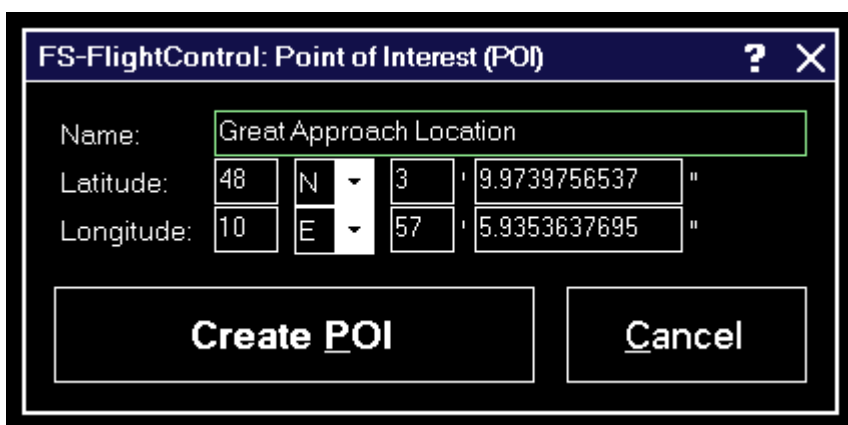 FS-FlightControl: Point of Interest (POI) ? X
Name: Great Approach Location
Latitude: 48 N 3 ' 9.9739756537 "
Longitude: 10 E 57 ' 5.9353637695 "
Create POI Cancel